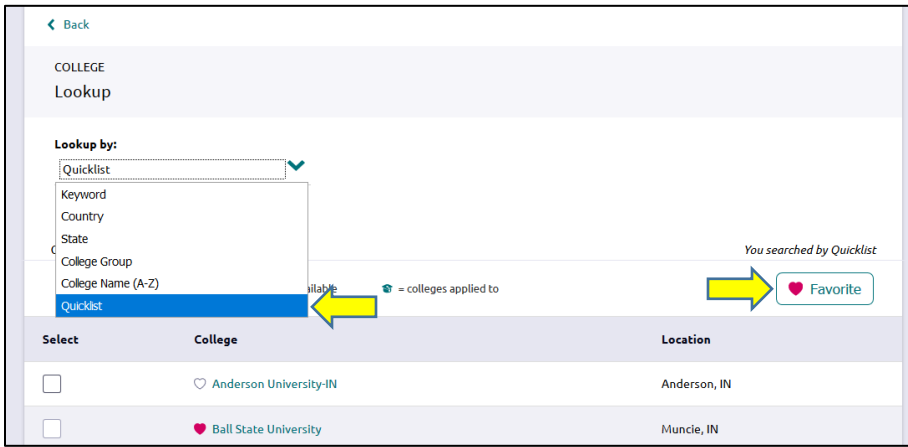 Back
COLLEGE
Lookup
Lookup by:
Quicklist
Keyword
Country
State
College Group
College Name (A-Z)
Quicklist
You searched by Quicklist
= colleges applied to
Favorite
Select College Location
Anderson University-IN Anderson, IN
Ball State University Muncie, IN